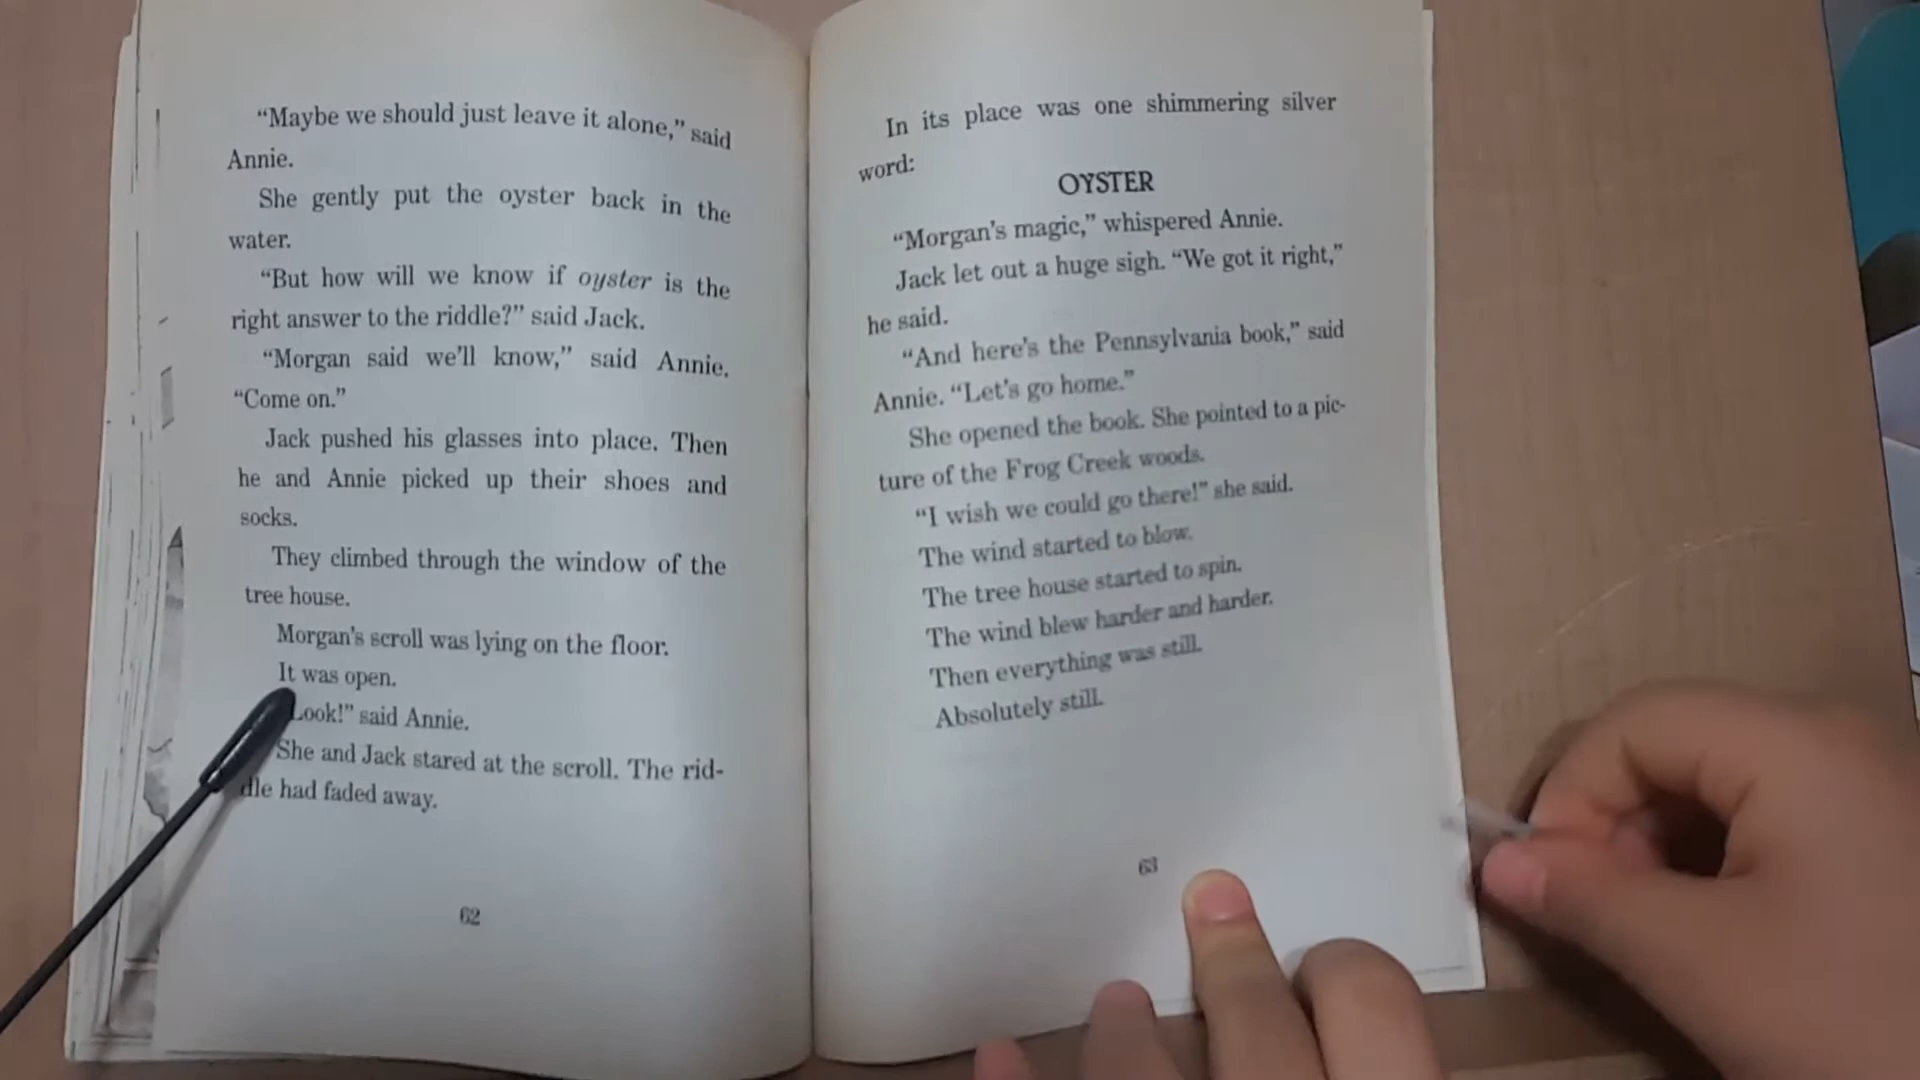 “Maybe we should just leave it alone,” said
Annie.
She gently put the oyster back in the
water.
“But how will we know if oyster is the
right answer to the riddle?” said Jack.
“Morgan said we’ll know,” said Annie.
“Come on.”
Jack pushed his glasses into place. Then
he and Annie picked up their shoes and
socks.
They climbed through the window of the
tree house.
Morgan’s scroll was lying on the floor.
It was open.
Look!” said Annie.
She and Jack stared at the scroll. The rid-
dle had faded away.
62
In its place was one shimmering silver
word:
OYSTER
“Morgan’s magic,” whispered Annie.
Jack let out a huge sigh. “We got it right,”
he said.
“And here’s the Pennsylvania book,” said
Annie. “Let’s go home.”
She opened the book. She pointed to a pic-
ture of the Frog Creek woods.
“I wish we could go there!” she said.
The wind started to blow.
The tree house started to spin.
The wind blew harder and harder.
Then everything was still.
Absolutely still.
63